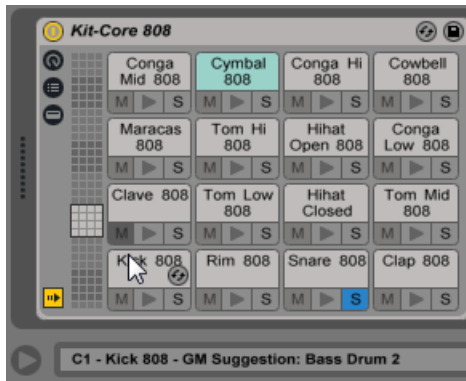 Kit-Core 808
Conga Cymbal Conga Hi Cowbell
Mid 808 808 808 808
M S M S M S M S
Maracas Tom Hi Hihat Conga
808 808 Open 808 Low 808
M S M S M S M S
Clave 808 Tom Low Hihat Tom Mid
808 Closed 808
M S M S M S M S
Kick 808 Rim 808 Snare 808 Clap 808
M S M S M S M S
C1 - Kick 808 - GM Suggestion: Bass Drum 2